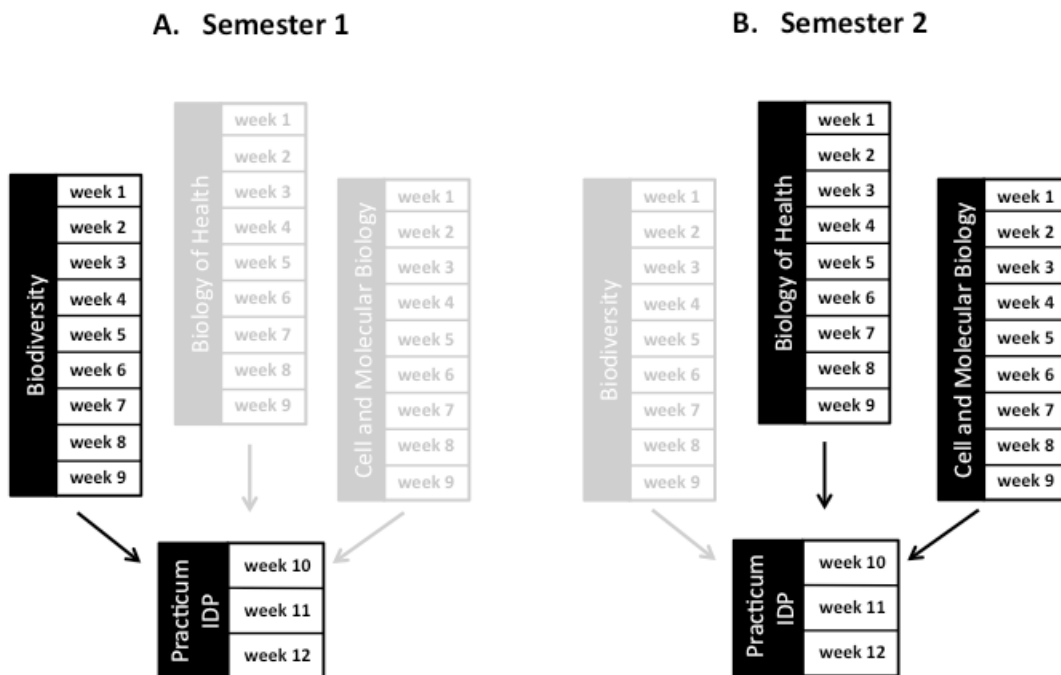 A. Semester 1
Biodiversity
week 1
week 2
week 3
week 4
week 5
week 6
week 7
week 8
week 9
Biology of Health
week 1
week 2
week 3
week 4
week 5
week 6
week 7
week 8
week 9
Cell and Molecular Biology
week 1
week 2
week 3
week 4
week 5
week 6
week 7
week 8
week 9
Practicum
IDP
week 10
week 11
week 12
B. Semester 2
Biodiversity
week 1
week 2
week 3
week 4
week 5
week 6
week 7
week 8
week 9
Biology of Health
week 1
week 2
week 3
week 4
week 5
week 6
week 7
week 8
week 9
Cell and Molecular Biology
week 1
week 2
week 3
week 4
week 5
week 6
week 7
week 8
week 9
Practicum
IDP
week 10
week 11
week 12